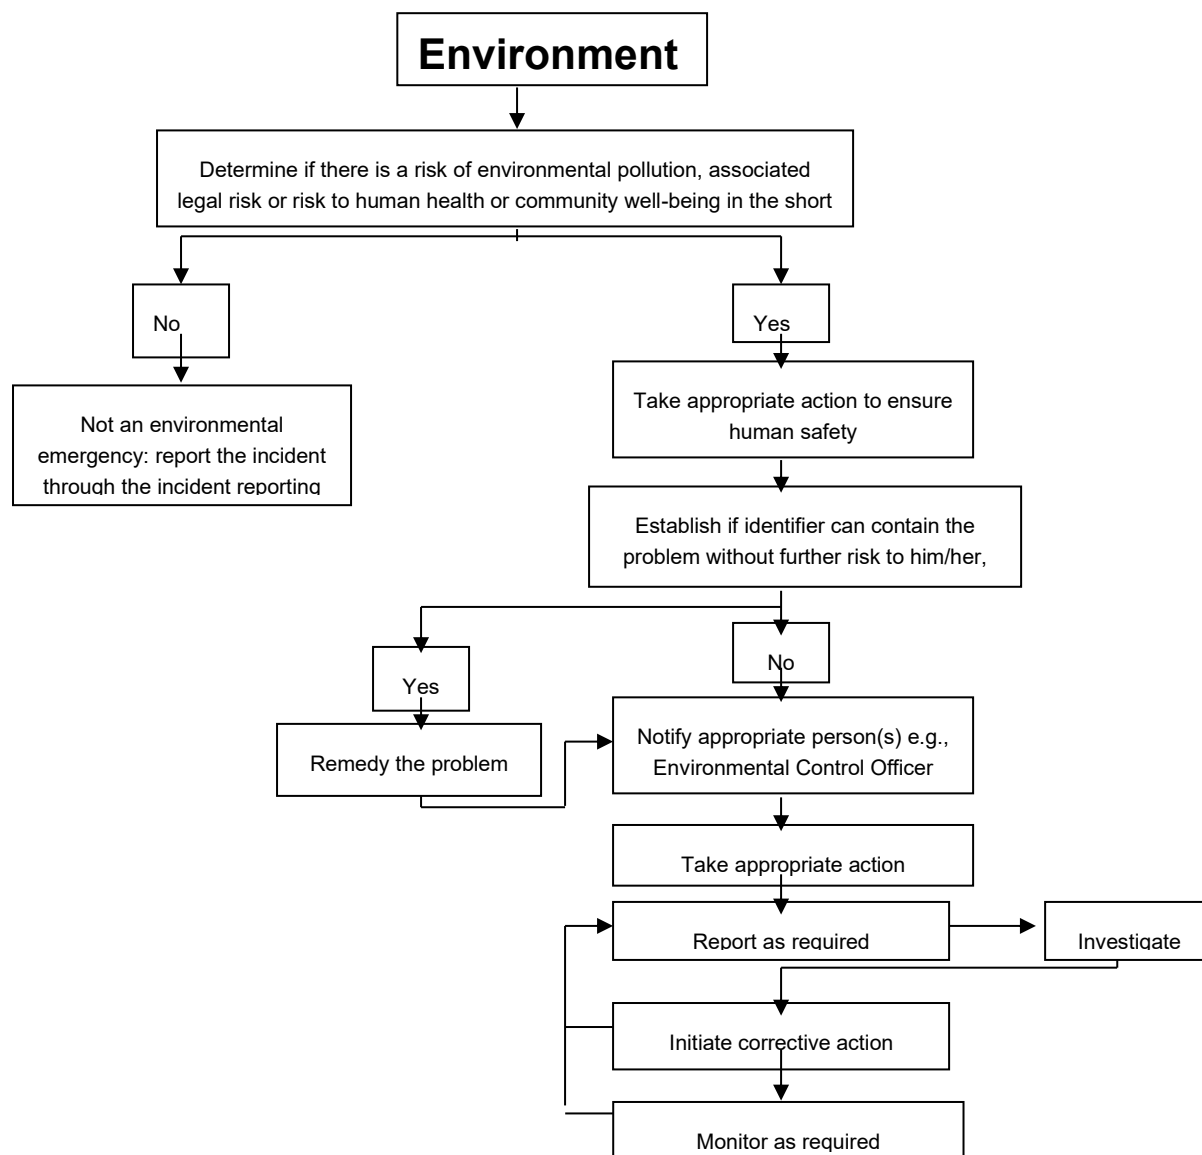 Environment
Determine if there is a risk of environmental pollution, associated
legal risk or risk to human health or community well-being in the short
No
Yes
Not an environmental
emergency: report the incident
through the incident reporting
Take appropriate action to ensure
human safety
Establish if identifier can contain the
problem without further risk to him/her,
Yes
No
Remedy the problem
Notify appropriate person(s) e.g.,
Environmental Control Officer
Take appropriate action
Report as required
Investigate
Initiate corrective action
Monitor as required